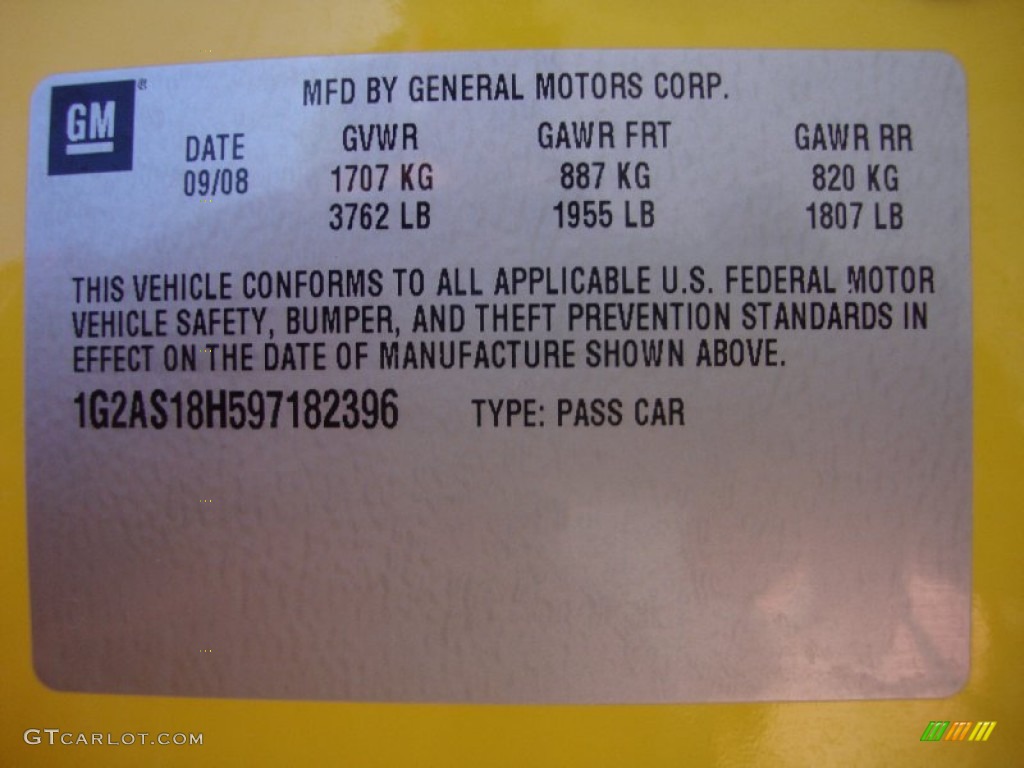 GM ®
MFD BY GENERAL MOTORS CORP.
DATE GVWR GAWR FRT GAWR RR
09/08 1707 KG 887 KG 820 KG
3762 LB 1955 LB 1807 LB
THIS VEHICLE CONFORMS TO ALL APPLICABLE U.S. FEDERAL MOTOR
VEHICLE SAFETY, BUMPER, AND THEFT PREVENTION STANDARDS IN
EFFECT ON THE DATE OF MANUFACTURE SHOWN ABOVE.
1G2AS18H597182396 TYPE: PASS CAR
GTCARLOT.COM